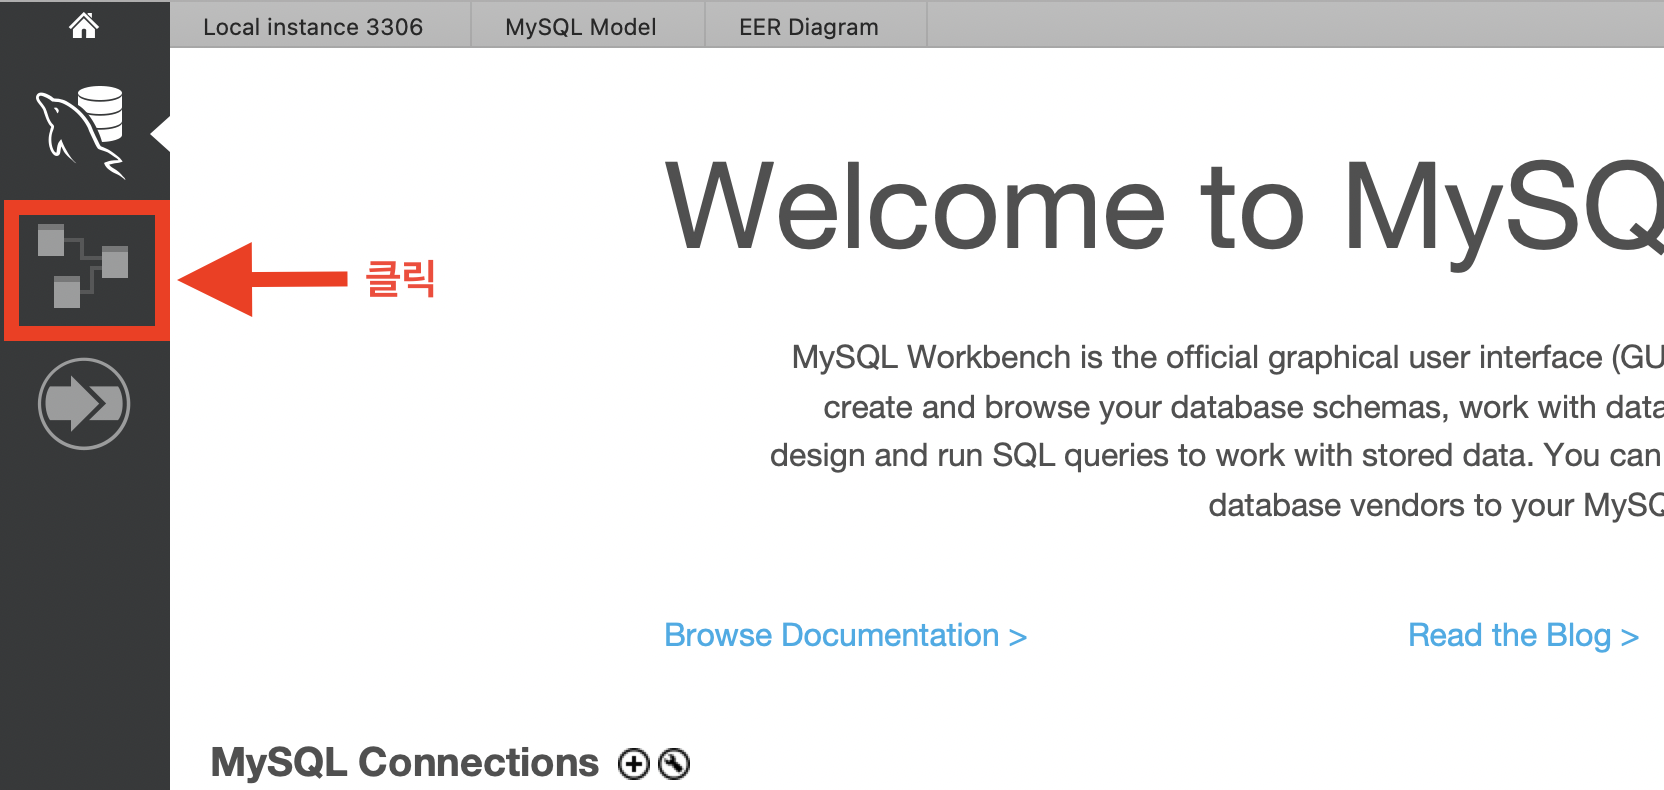 Local instance 3306
MySQL Model
EER Diagram
Welcome to MySQ
클릭
MySQL Workbench is the official graphical user interface (GU
create and browse your database schemas, work with data
design and run SQL queries to work with stored data. You can
database vendors to your MySQ
Browse Documentation >
Read the Blog >
MySQL Connections